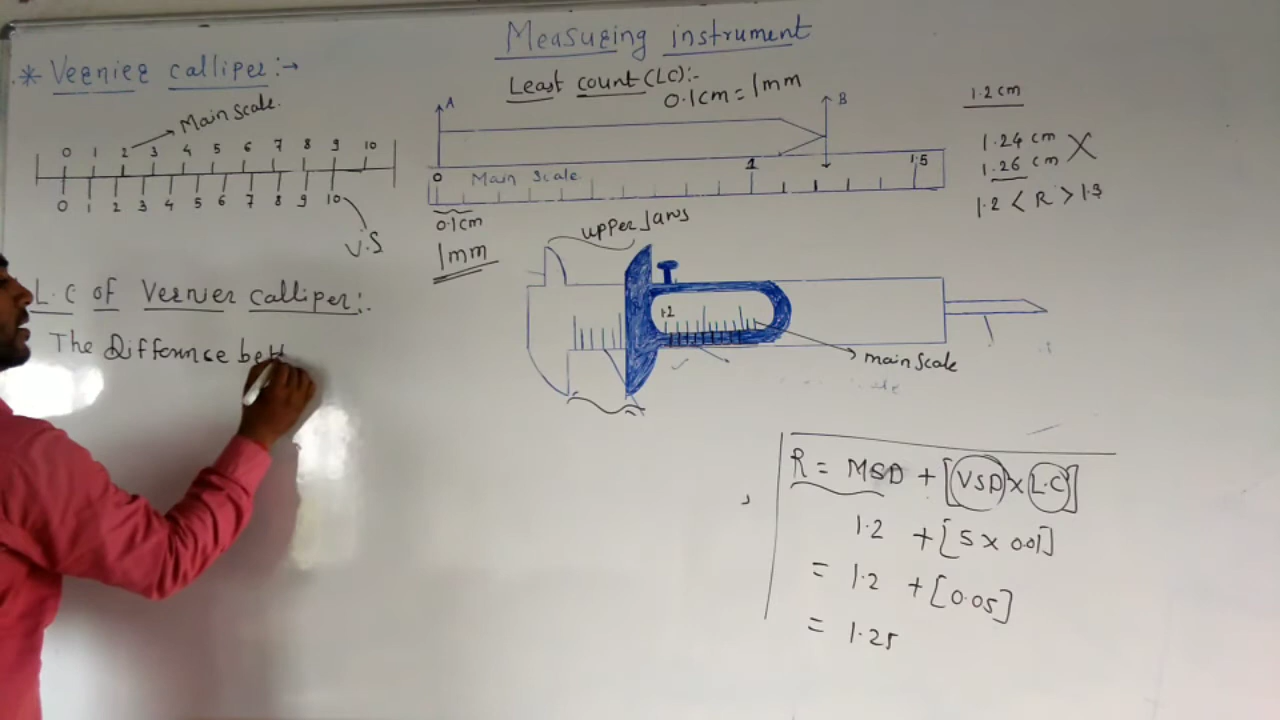 Measuring instrument
* Vernier calliper:→
Main scale.
0 1 2 3 4 5 6 7 8 9 10
0 1 2 3 4 5 6 7 8 9 10
V.S
L.C of Vernier calliper:-
The Difference bett
Least count (LC):-
0.1cm = 1mm
A
B
0 Main Scale 1 1.5
0.1cm
1mm
upper Jaws
1.2
main scale
1.2 cm
1.24 cm
1.26 cm X
1.2 < R > 1.3
R = MSD + [VSD × L.C]
1.2 + [5 × 0.01]
= 1.2 + [0.05]
= 1.25